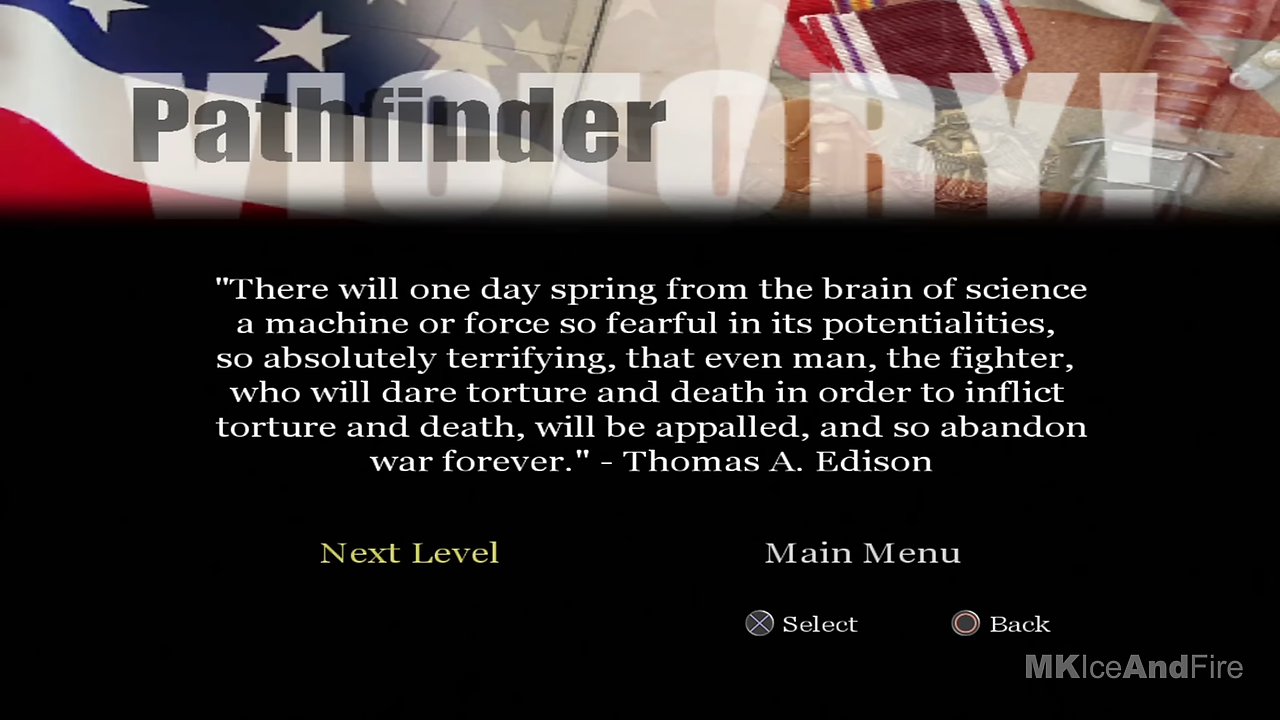 VICTORY!
Pathfinder
"There will one day spring from the brain of science
a machine or force so fearful in its potentialities,
so absolutely terrifying, that even man, the fighter,
who will dare torture and death in order to inflict
torture and death, will be appalled, and so abandon
war forever." - Thomas A. Edison
Next Level
Main Menu
Select
Back
MKIceAndFire